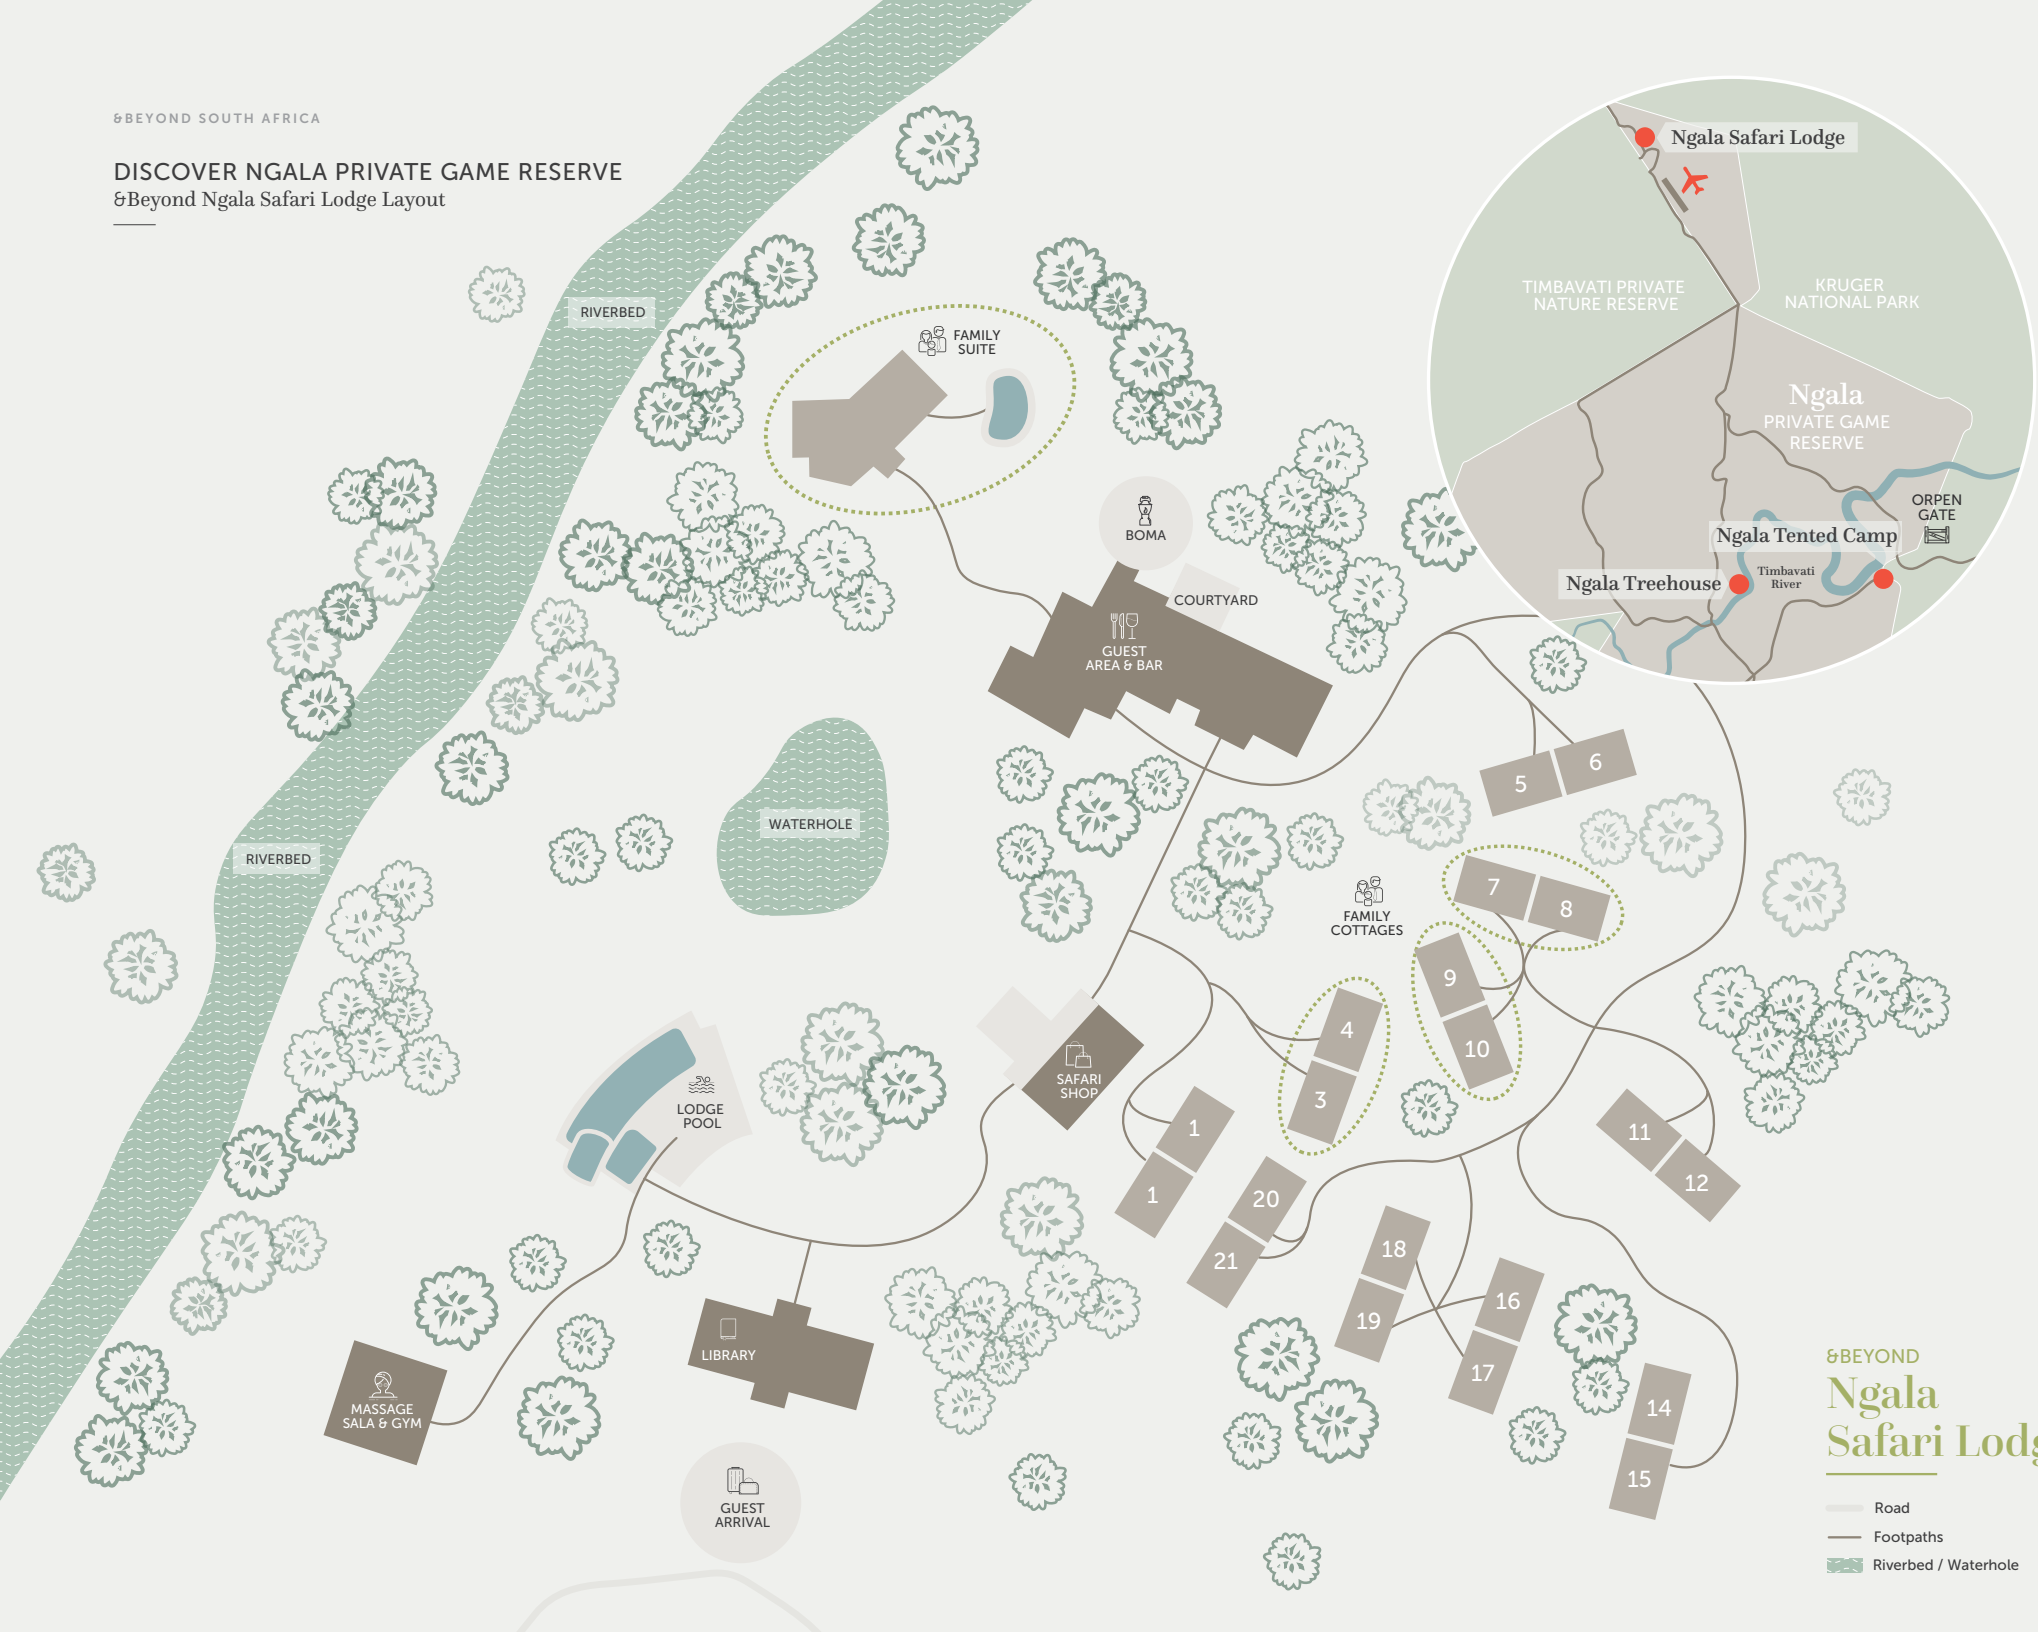 &BEYOND SOUTH AFRICA
DISCOVER NGALA PRIVATE GAME RESERVE
&Beyond Ngala Safari Lodge Layout
RIVERBED
FAMILY
SUITE
BOMA
COURTYARD
GUEST
AREA & BAR
WATERHOLE
RIVERBED
Ngala Safari Lodge
TIMBAVATI PRIVATE
NATURE RESERVE
KRUGER
NATIONAL PARK
Ngala
PRIVATE GAME
RESERVE
ORPEN
GATE
Ngala Tented Camp
Ngala Treehouse
Timbavati
River
5
6
7
8
FAMILY
COTTAGES
9
10
4
3
SAFARI
SHOP
LODGE
POOL
1
1
11
12
20
21
18
19
16
17
14
15
LIBRARY
MASSAGE
SALA & GYM
GUEST
ARRIVAL
&BEYOND
Ngala
Safari Lodg
Road
Footpaths
Riverbed / Waterhole